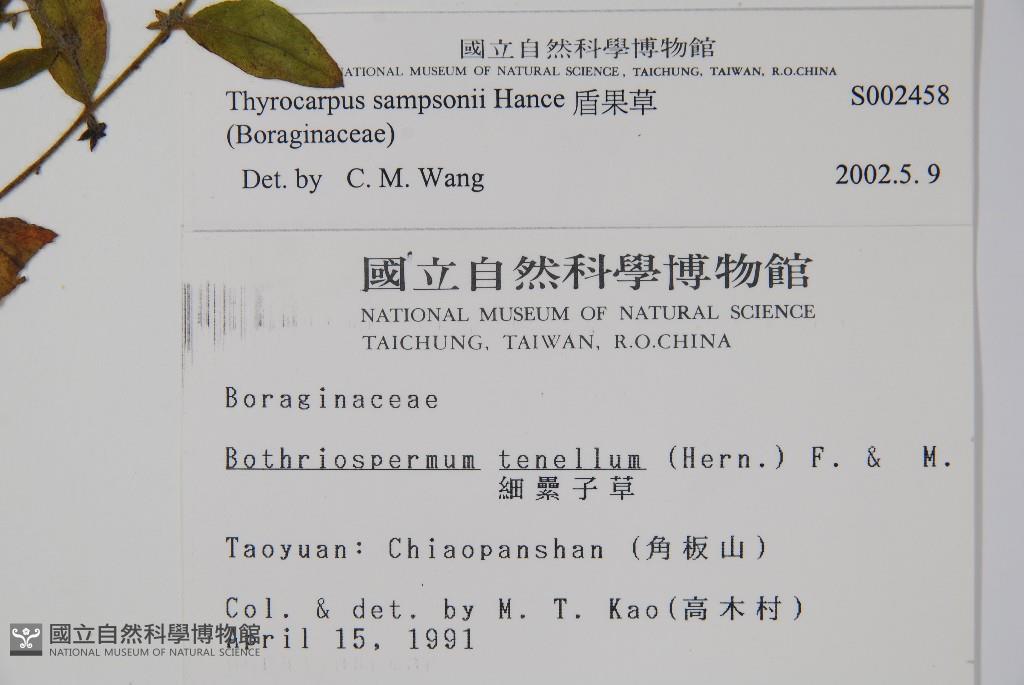 國立自然科學博物館
NATIONAL MUSEUM OF NATURAL SCIENCE, TAICHUNG, TAIWAN, R.O.CHINA
Thyrocarpus sampsonii Hance 盾果草 S002458
(Boraginaceae)
Det. by C. M. Wang 2002.5. 9
國立自然科學博物館
NATIONAL MUSEUM OF NATURAL SCIENCE
TAICHUNG, TAIWAN, R.O.CHINA
Boraginaceae
Bothriospermum tenellum (Hern.) F. & M.
細纍子草
Taoyuan: Chiaopanshan (角板山)
Col. & det. by M. T. Kao(高木村)
April 15, 1991
國立自然科學博物館
NATIONAL MUSEUM OF NATURAL SCIENCE